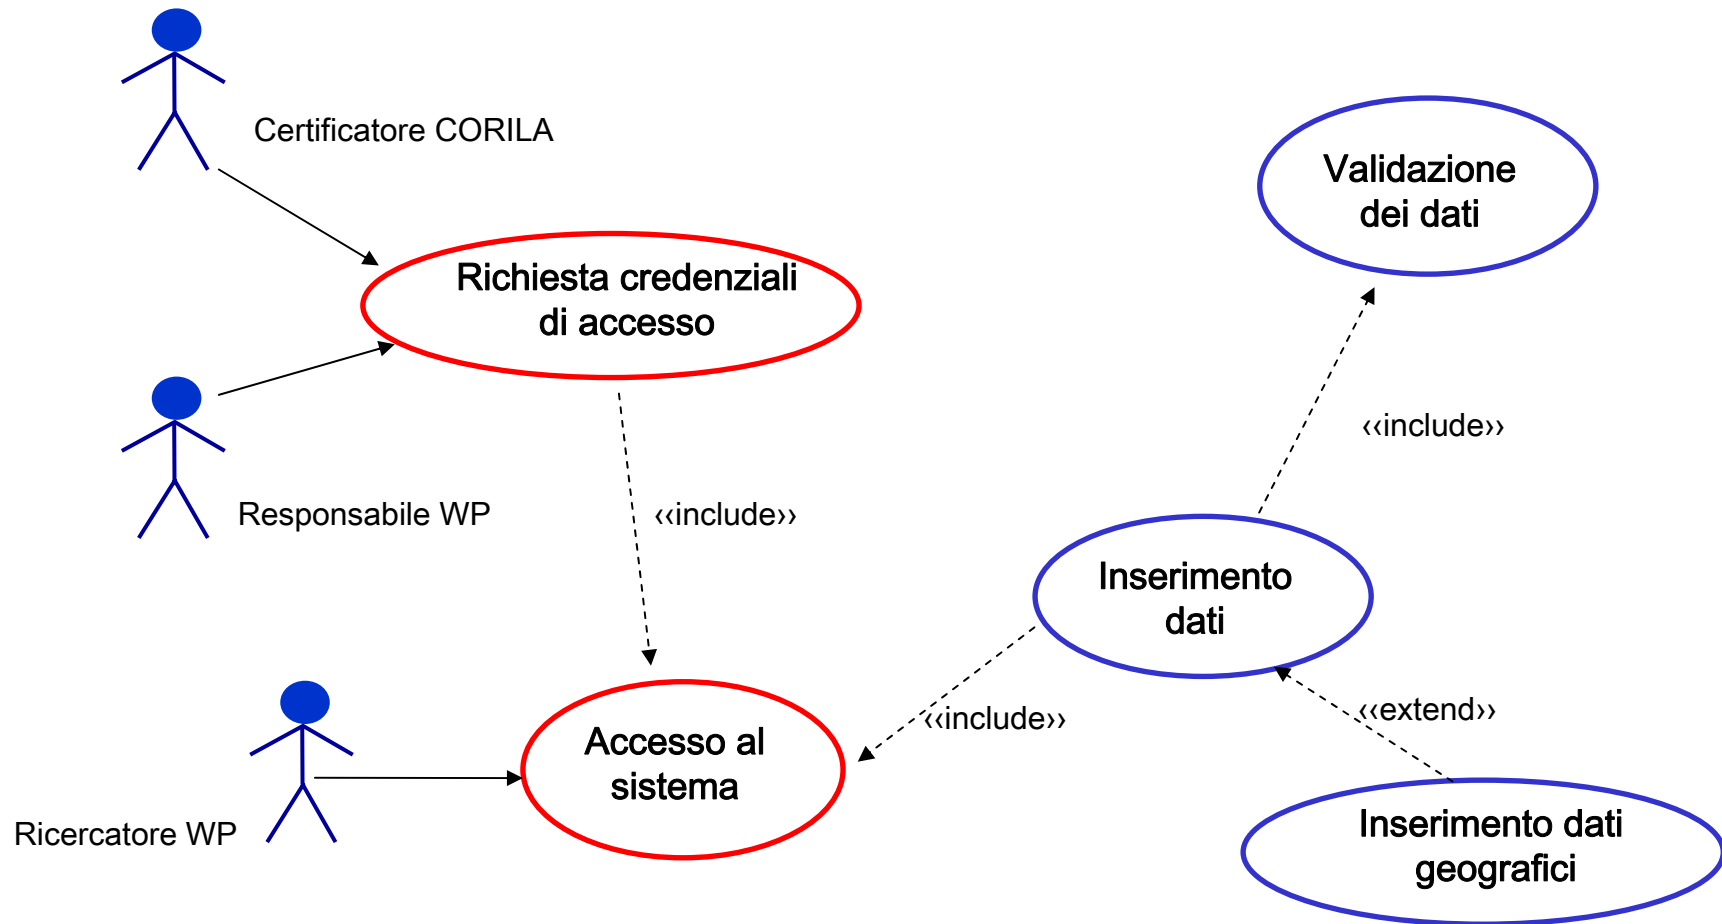 Certificatore CORILA
Validazione
dei dati
Richiesta credenziali
di accesso
‹‹include››
Responsabile WP
‹‹include››
Inserimento
dati
‹‹include››
‹‹extend››
Accesso al
sistema
Ricercatore WP
Inserimento dati
geografici